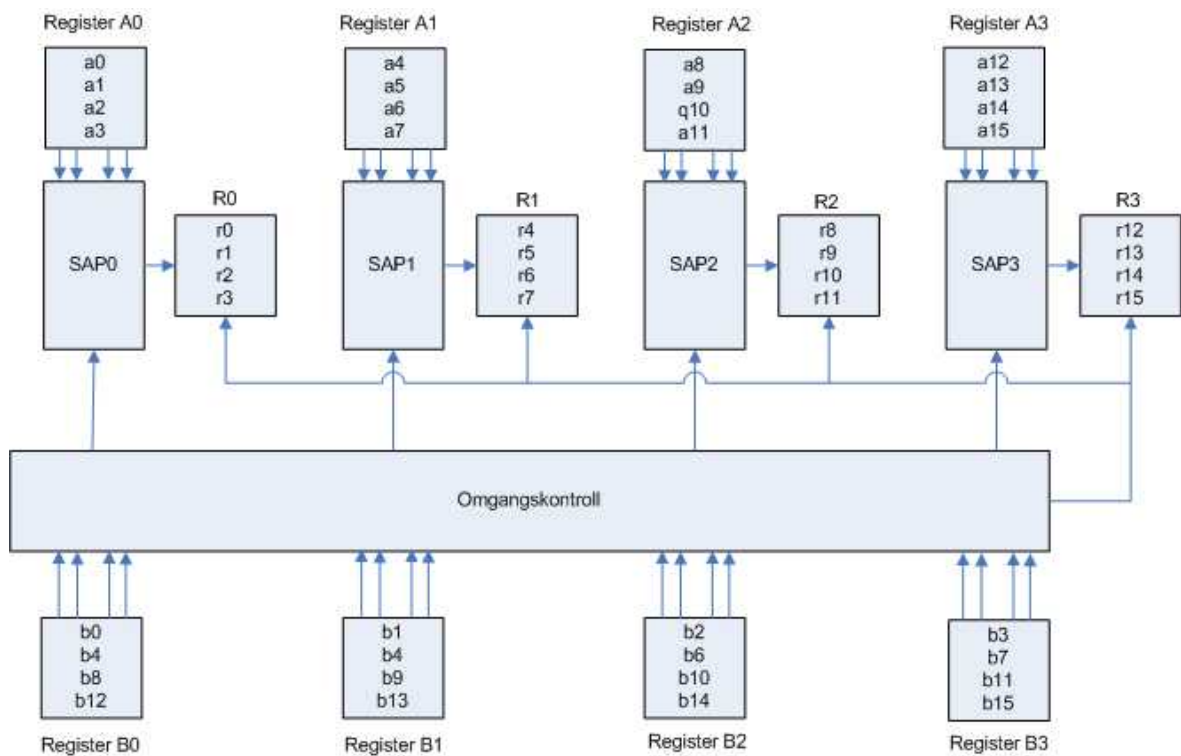 Register A0
Register A1
Register A2
Register A3
a0
a1
a2
a3
a4
a5
a6
a7
a8
a9
q10
a11
a12
a13
a14
a15
SAP0
R0
r0
r1
r2
r3
SAP1
R1
r4
r5
r6
r7
SAP2
R2
r8
r9
r10
r11
SAP3
R3
r12
r13
r14
r15
Omgangskontroll
b0
b4
b8
b12
b1
b4
b9
b13
b2
b6
b10
b14
b3
b7
b11
b15
Register B0
Register B1
Register B2
Register B3